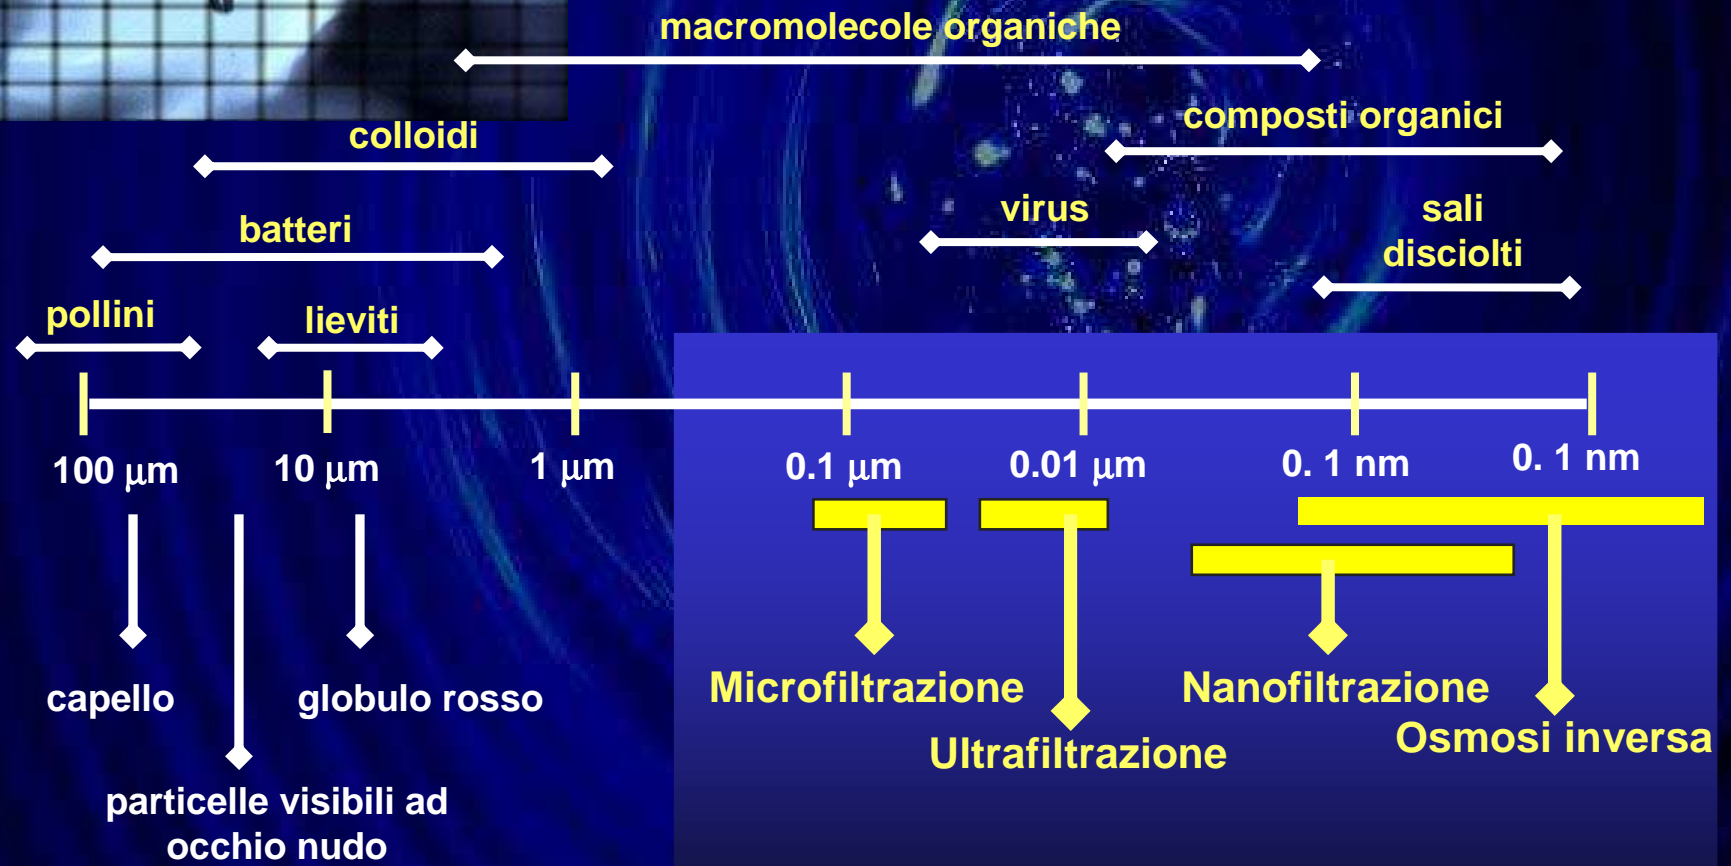 macromolecole organiche
composti organici
colloidi
virus
sali
disciolti
batteri
pollini
lieviti
100 μm
10 μm
1 μm
0.1 μm
0.01 μm
0. 1 nm
0. 1 nm
capello
globulo rosso
Microfiltrazione
Nanofiltrazione
Ultrafiltrazione
Osmosi inversa
particelle visibili ad
occhio nudo